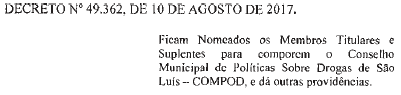 DECRETO Nº 49.362, DE 10 DE AGOSTO DE 2017.
Ficam Nomeados os Membros Titulares e
Suplentes para comporem o Conselho
Municipal de Políticas Sobre Drogas de São
Luís – COMPOD, e dá outras providências.